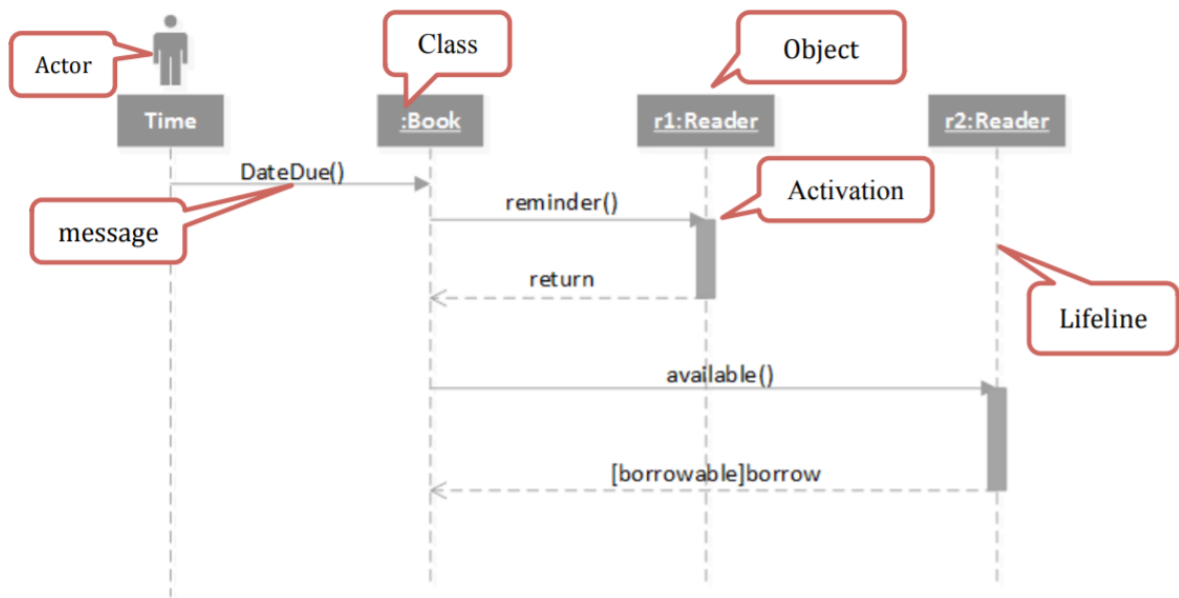 Actor
Class
Object
Time
:Book
r1:Reader
r2:Reader
DateDue()
message
reminder()
Activation
return
Lifeline
available()
[borrowable]borrow